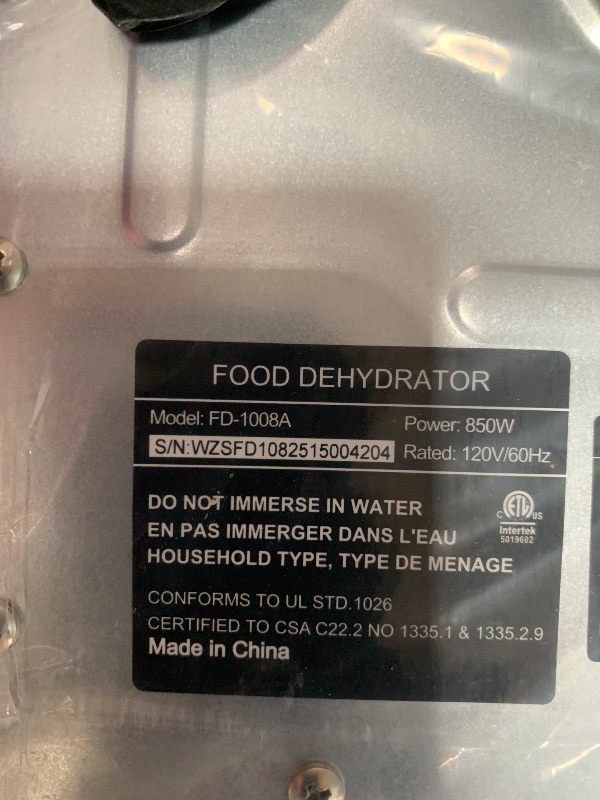 FOOD DEHYDRATOR
Model: FD-1008A
Power: 850W
S/N:WZSFD1082515004204
Rated: 120V/60Hz
DO NOT IMMERSE IN WATER
EN PAS IMMERGER DANS L'EAU
HOUSEHOLD TYPE, TYPE DE MENAGE
C ETL US
Intertek
5019602
CONFORMS TO UL STD.1026
CERTIFIED TO CSA C22.2 NO 1335.1 & 1335.2.9
Made in China